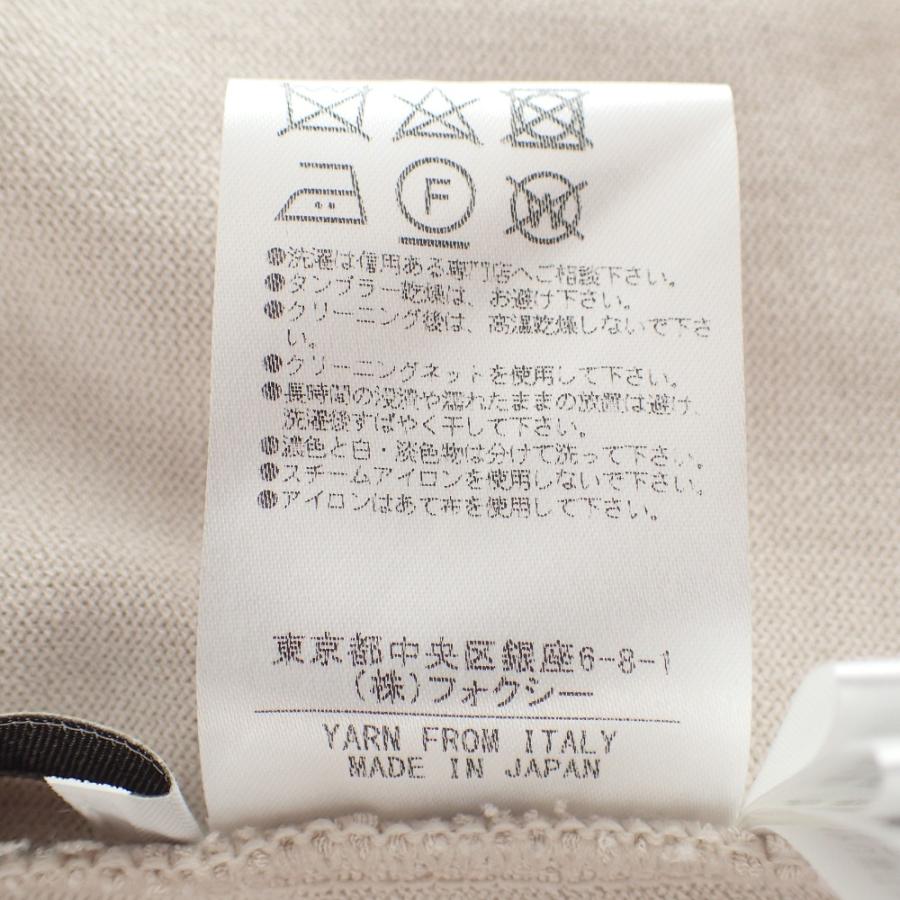 F
W
●洗濯は信用ある専門店へご相談下さい。
●タンブラー乾燥は、お避け下さい。
●クリーニング後は、高温乾燥しないで下さ
い。
●クリーニングネットを使用して下さい。
●長時間の浸漬や濡れたままの放置は避け、
洗濯後すばやく干して下さい。
●濃色と白・淡色物は分けて洗って下さい。
●スチームアイロンを使用しないで下さい。
●アイロンはあて布を使用して下さい。
東京都中央区銀座6-8-1
(株)フォクシー
YARN FROM ITALY
MADE IN JAPAN